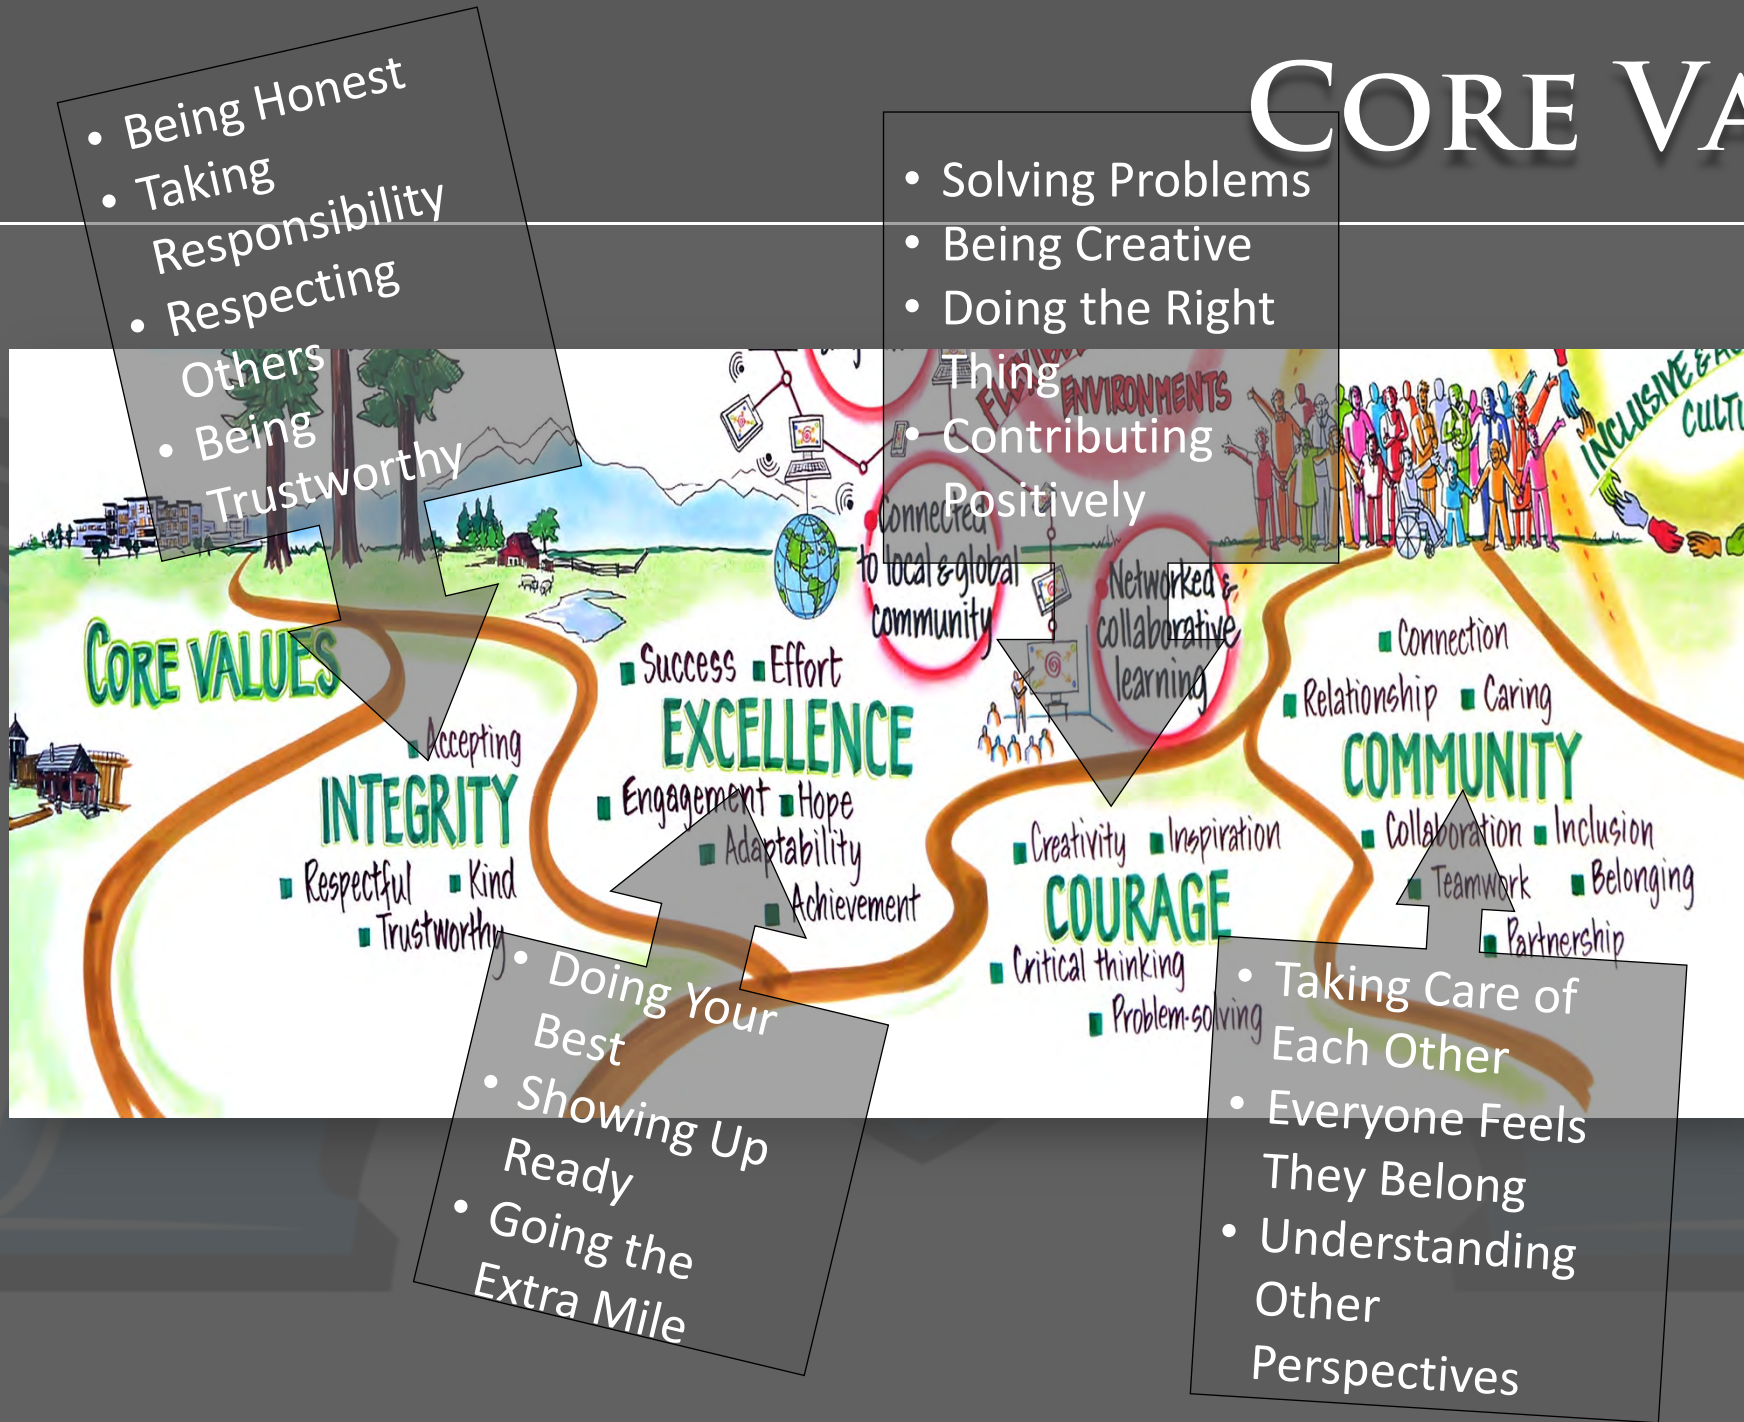 CORE VA
• Being Honest
• Taking
Responsibility
• Respecting
Others
• Being
Trustworthy
• Solving Problems
• Being Creative
• Doing the Right
Thing
• Contributing
Positively
ENVIRONMENTS
INCLUSIVE &
CULTU
Connected
to local & global
community
Networked &
collaborative
learning
CORE VALUES
Accepting
INTEGRITY
Respectful
Kind
Trustworthy
Success
Effort
EXCELLENCE
Engagement
Hope
Adaptability
Achievement
Creativity
Inspiration
COURAGE
Critical thinking
Problem-solving
Connection
Relationship
Caring
COMMUNITY
Collaboration
Inclusion
Teamwork
Belonging
Partnership
• Doing Your
Best
• Showing Up
Ready
• Going the
Extra Mile
• Taking Care of
Each Other
• Everyone Feels
They Belong
• Understanding
Other
Perspectives